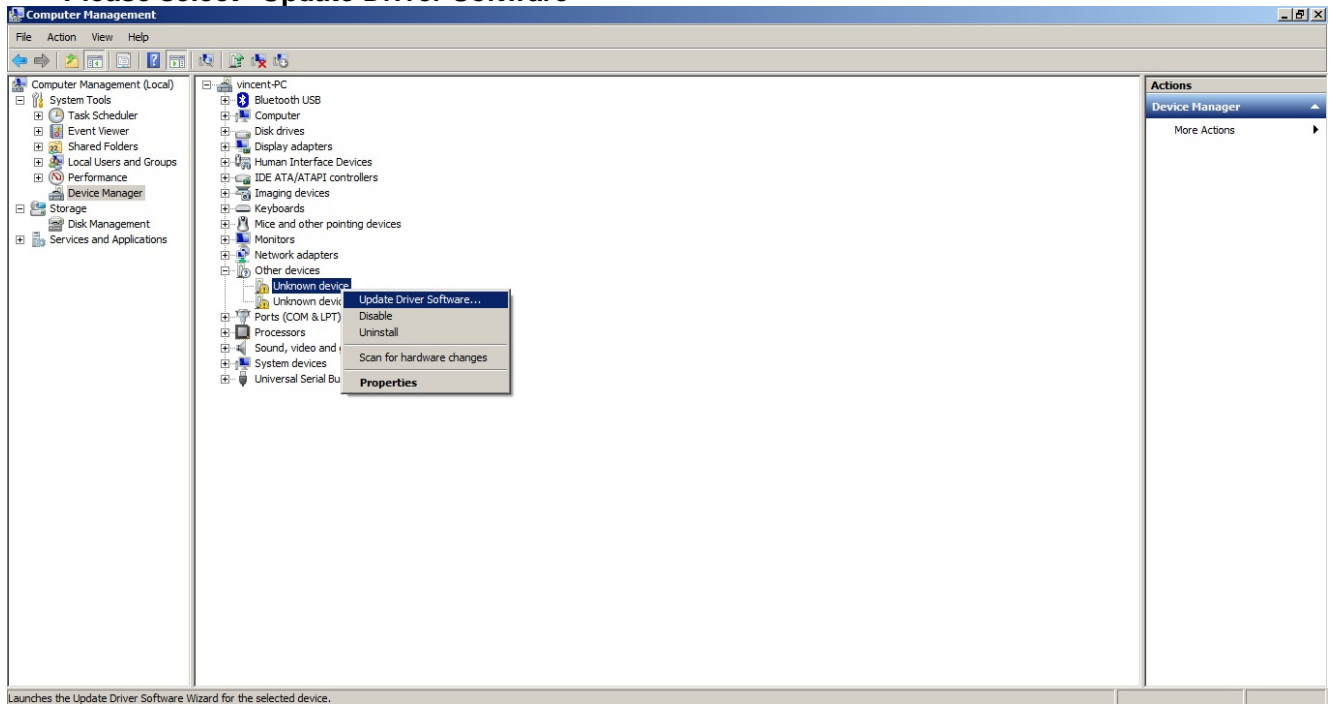 Please select "Update Driver Software"
Computer Management
File Action View Help
Computer Management (Local)
System Tools
Task Scheduler
Event Viewer
Shared Folders
Local Users and Groups
Performance
Device Manager
Storage
Disk Management
Services and Applications
vincent-PC
Bluetooth USB
Computer
Disk drives
Display adapters
Human Interface Devices
IDE ATA/ATAPI controllers
Imaging devices
Keyboards
Mice and other pointing devices
Monitors
Network adapters
Other devices
Unknown device
Unknown devic
Ports (COM & LPT)
Processors
Sound, video and
System devices
Universal Serial Bu
Update Driver Software...
Disable
Uninstall
Scan for hardware changes
Properties
Actions
Device Manager
More Actions
Launches the Update Driver Software Wizard for the selected device.